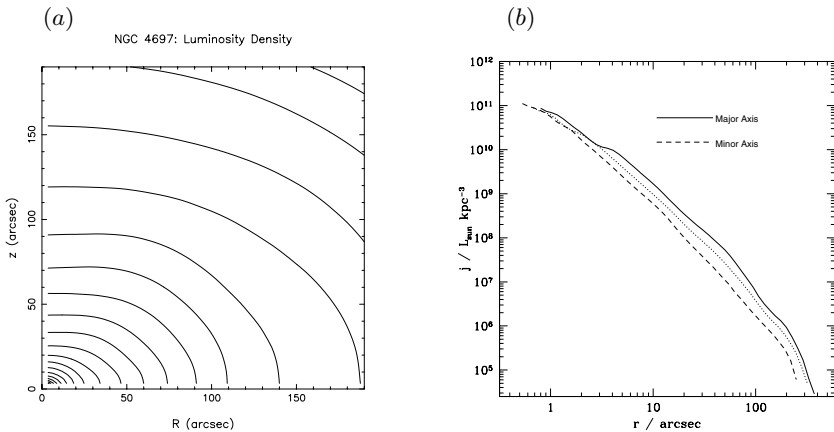 (a)
(b)
NGC 4697: Luminosity Density
150
100
50
0
z (arcsec)
0
50
100
150
R (arcsec)
10¹²
10¹¹
10¹⁰
10⁹
10⁸
10⁷
10⁶
10⁵
j / L_sun kpc⁻³
Major Axis
Minor Axis
1
10
100
r / arcsec